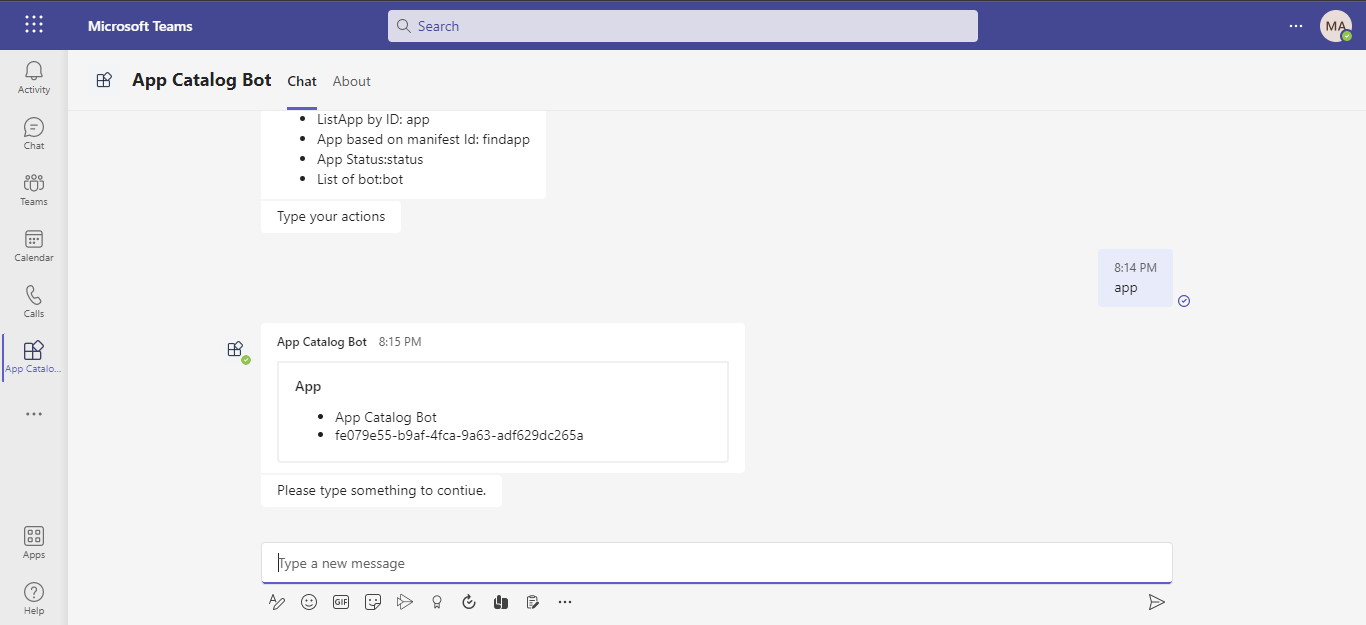 Microsoft Teams
Search
MA
Activity
Chat
Teams
Calendar
Calls
App Catalo...
Apps
Help
App Catalog Bot
Chat
About
ListApp by ID: app
App based on manifest Id: findapp
App Status:status
List of bot:bot
Type your actions
8:14 PM
app
App Catalog Bot 8:15 PM
App
App Catalog Bot
fe079e55-b9af-4fca-9a63-adf629dc265a
Please type something to contiue.
Type a new message
GIF